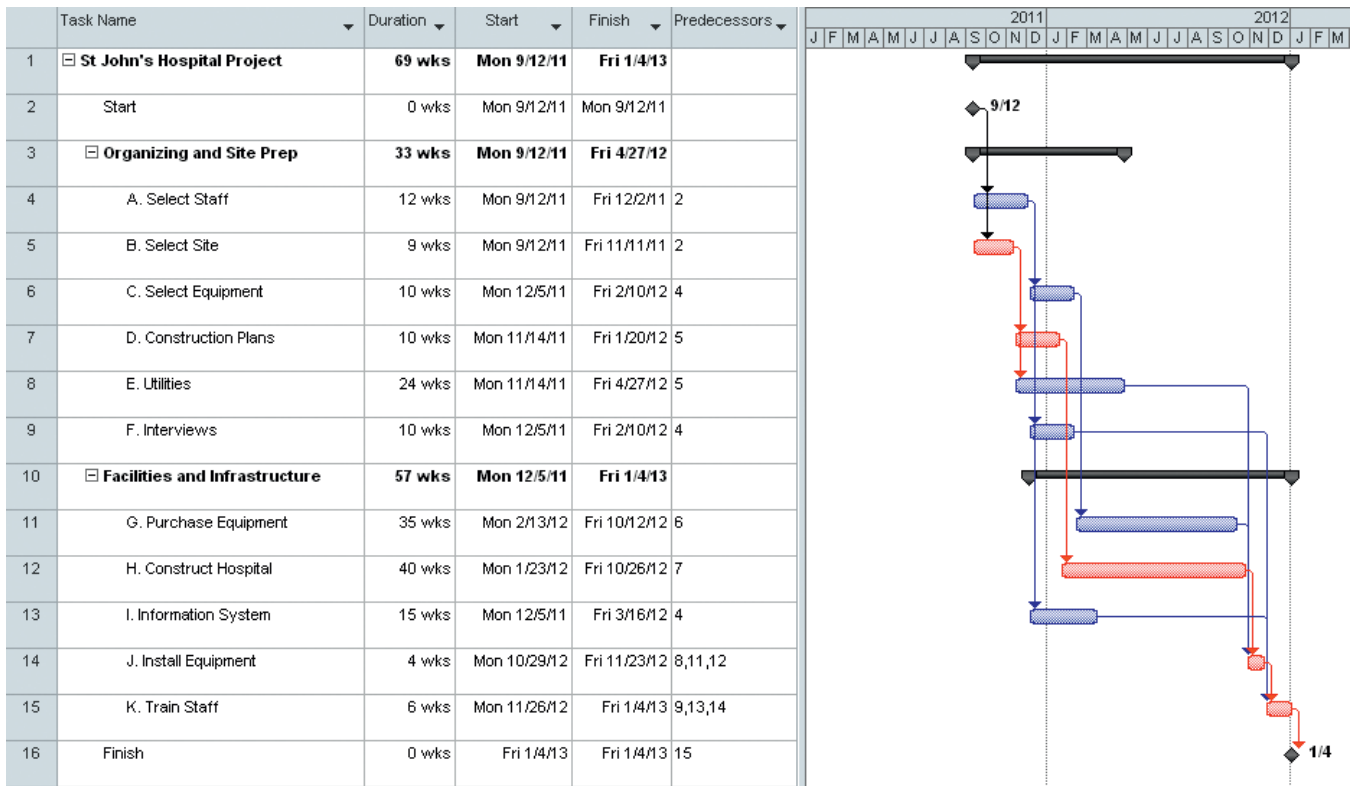 Task Name Duration Start Finish Predecessors
2011 2012
J F M A M J J A S O N D J F M A M J J A S O N D J F M
1 St John's Hospital Project 69 wks Mon 9/12/11 Fri 1/4/13
2 Start 0 wks Mon 9/12/11 Mon 9/12/11 9/12
3 Organizing and Site Prep 33 wks Mon 9/12/11 Fri 4/27/12
4 A. Select Staff 12 wks Mon 9/12/11 Fri 12/2/11 2
5 B. Select Site 9 wks Mon 9/12/11 Fri 11/11/11 2
6 C. Select Equipment 10 wks Mon 12/5/11 Fri 2/10/12 4
7 D. Construction Plans 10 wks Mon 11/14/11 Fri 1/20/12 5
8 E. Utilities 24 wks Mon 11/14/11 Fri 4/27/12 5
9 F. Interviews 10 wks Mon 12/5/11 Fri 2/10/12 4
10 Facilities and Infrastructure 57 wks Mon 12/5/11 Fri 1/4/13
11 G. Purchase Equipment 35 wks Mon 2/13/12 Fri 10/12/12 6
12 H. Construct Hospital 40 wks Mon 1/23/12 Fri 10/26/12 7
13 I. Information System 15 wks Mon 12/5/11 Fri 3/16/12 4
14 J. Install Equipment 4 wks Mon 10/29/12 Fri 11/23/12 8,11,12
15 K. Train Staff 6 wks Mon 11/26/12 Fri 1/4/13 9,13,14
16 Finish 0 wks Fri 1/4/13 Fri 1/4/13 15 1/4